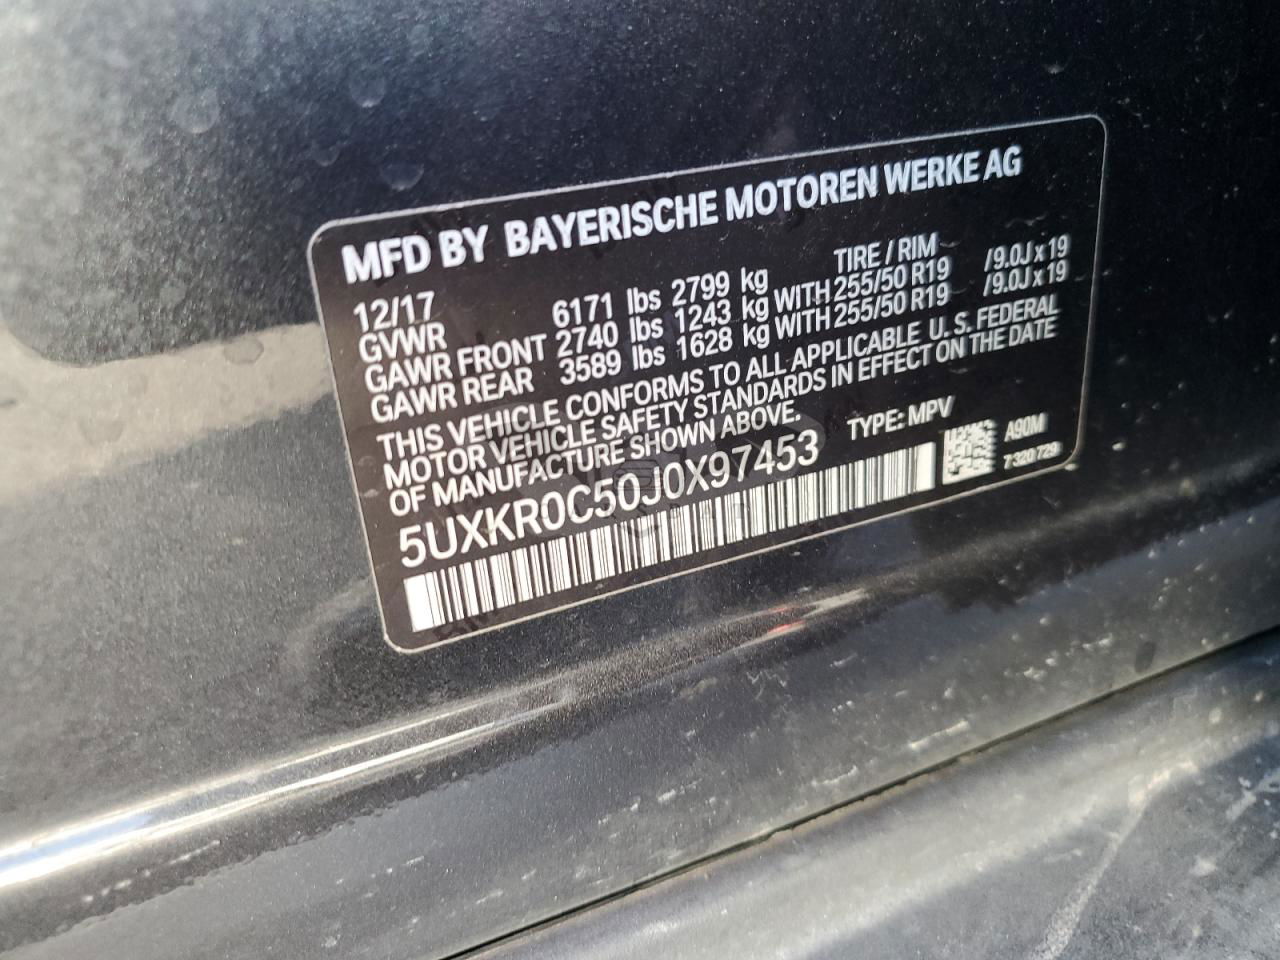 MFD BY BAYERISCHE MOTOREN WERKE AG
12/17 TIRE / RIM
GVWR 6171 lbs 2799 kg
GAWR FRONT 2740 lbs 1243 kg WITH 255/50 R19 /9.0J x 19
GAWR REAR 3589 lbs 1628 kg WITH 255/50 R19 /9.0J x 19
THIS VEHICLE CONFORMS TO ALL APPLICABLE U.S. FEDERAL
MOTOR VEHICLE SAFETY STANDARDS IN EFFECT ON THE DATE
OF MANUFACTURE SHOWN ABOVE.
5UXKR0C50J0X97453 TYPE: MPV
A90M
7 320 729